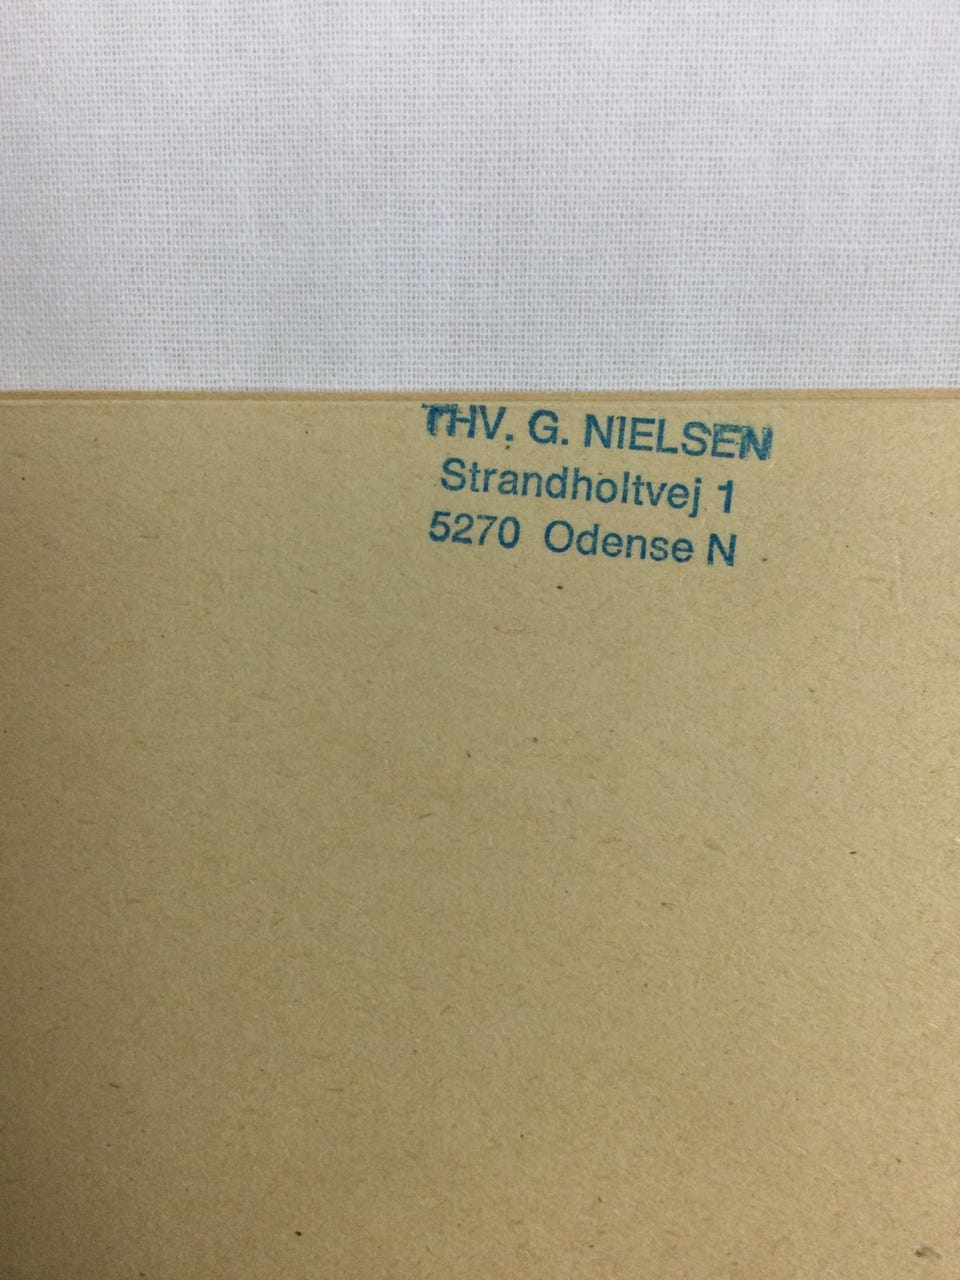 THV. G. NIELSEN
Strandholtvej 1
5270 Odense N